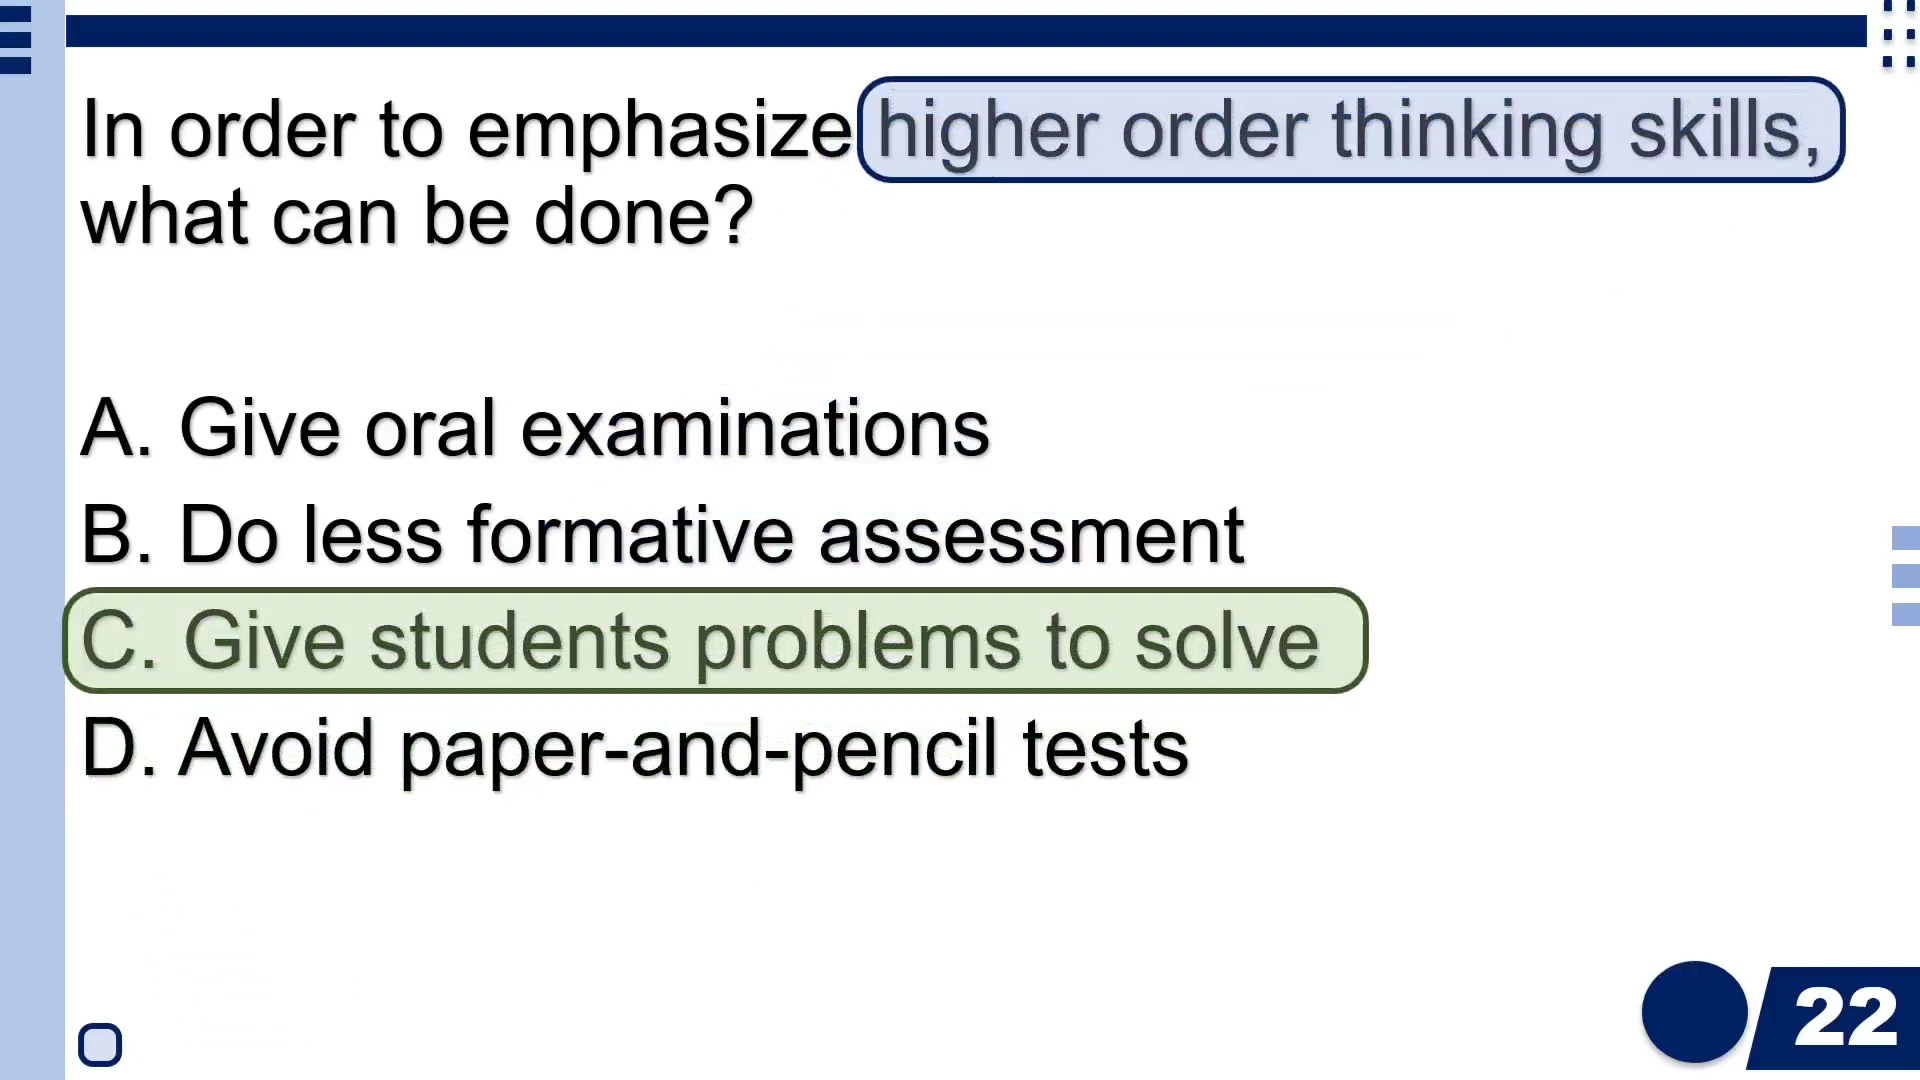 In order to emphasize higher order thinking skills,
what can be done?
A. Give oral examinations
B. Do less formative assessment
C. Give students problems to solve
D. Avoid paper-and-pencil tests
22